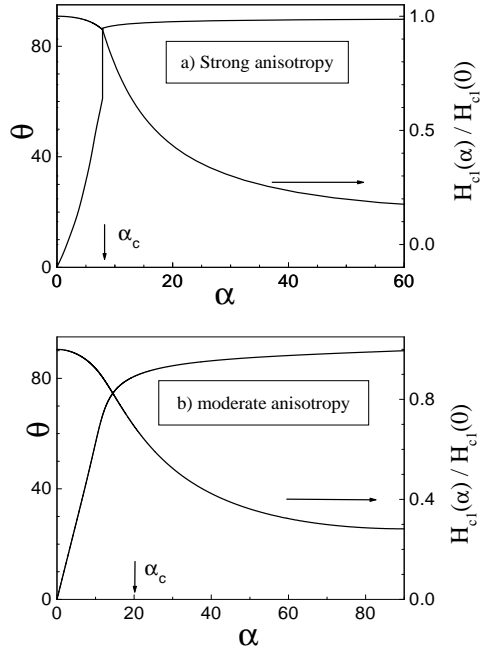 80
40
0
θ
a) Strong anisotropy
1.0
0.5
0.0
H_c1(α) / H_c1(0)
α_c
0 10 20 40 60
α
80
40
0
θ
b) moderate anisotropy
0.8
0.4
0.0
H_c1(α) / H_c1(0)
α_c
0 20 40 60 80
α